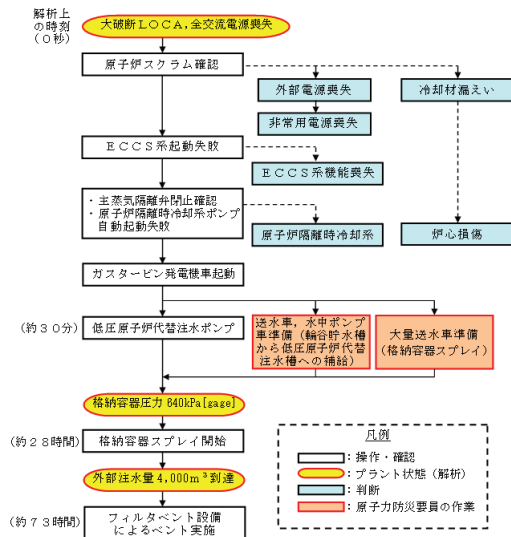 解析上
の時刻
(0秒)
大破断LOCA,全交流電源喪失
原子炉スクラム確認
外部電源喪失
冷却材漏えい
非常用電源喪失
ECCS系起動失敗
ECCS系機能喪失
・主蒸気隔離弁閉止確認
・原子炉隔離時冷却系ポンプ
自動起動失敗
原子炉隔離時冷却系
炉心損傷
ガスタービン発電機車起動
(約30分)
低圧原子炉代替注水ポンプ
送水車,水中ポンプ
車準備(輪谷貯水槽
から低圧原子炉代替
注水槽への補給)
大量送水車準備
(格納容器スプレイ)
格納容器圧力 640kPa[gage]
(約28時間)
格納容器スプレイ開始
外部注水量4,000m³到達
(約73時間)
フィルタベント設備
によるベント実施
凡例
:操作・確認
:プラント状態(解析)
:判断
:原子力防災要員の作業